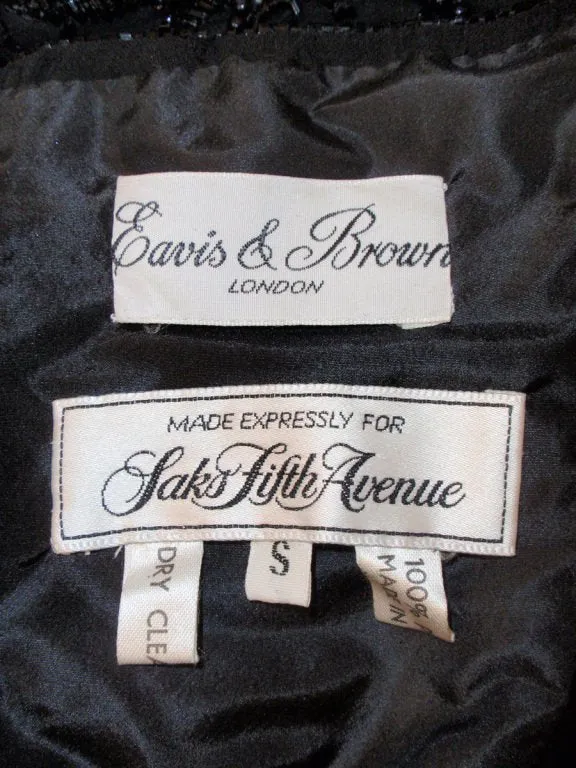 Eavis & Brown
LONDON
MADE EXPRESSLY FOR
Saks Fifth Avenue
DRY CLEA
S
100%
MADE IN